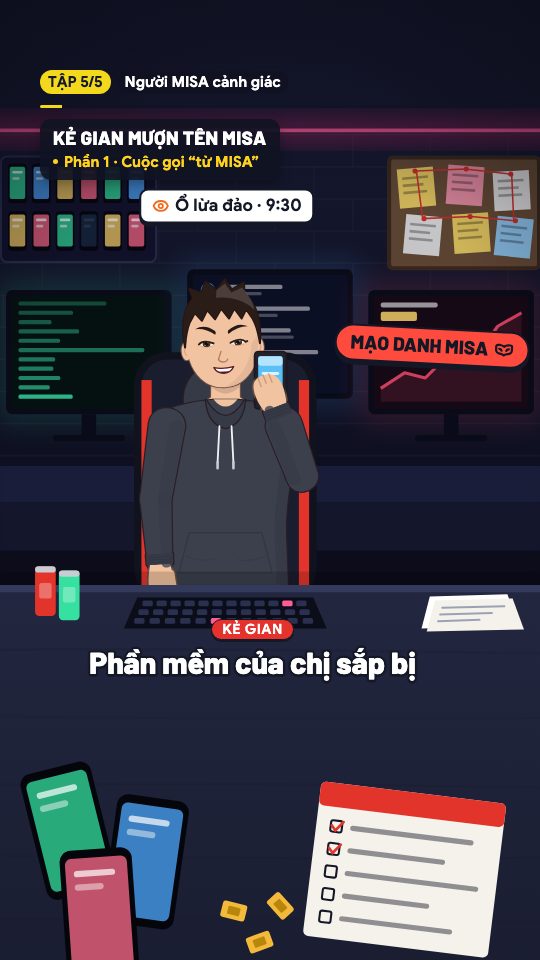 TẬP 5/5 Người MISA cảnh giác
KẺ GIAN MƯỢN TÊN MISA
• Phần 1 · Cuộc gọi “từ MISA”
Ổ lừa đảo · 9:30
MẠO DANH MISA
KẺ GIAN
Phần mềm của chị sắp bị